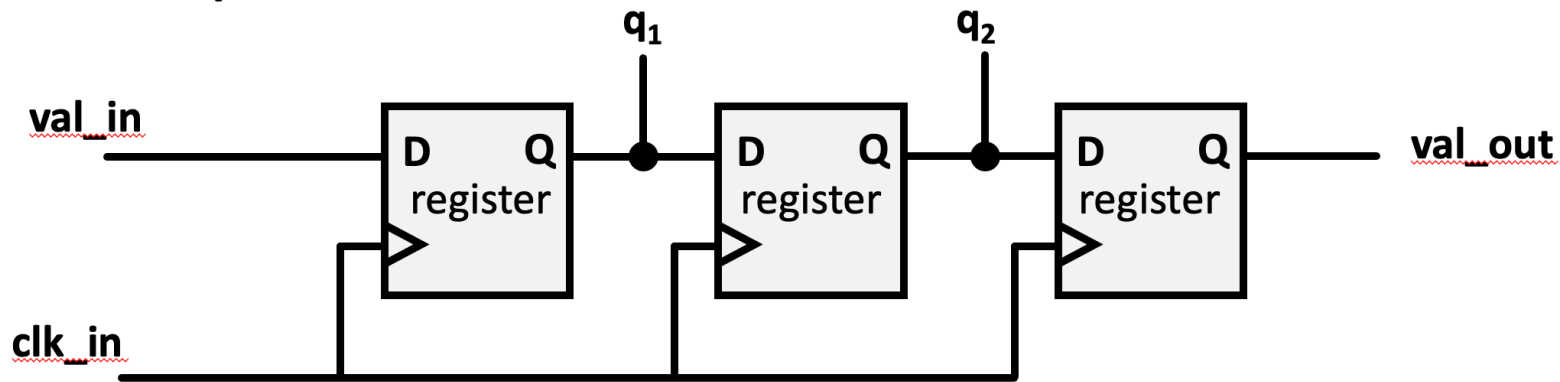 q₁
q₂
val_in
D Q
register
D Q
register
D Q
register
val_out
clk_in